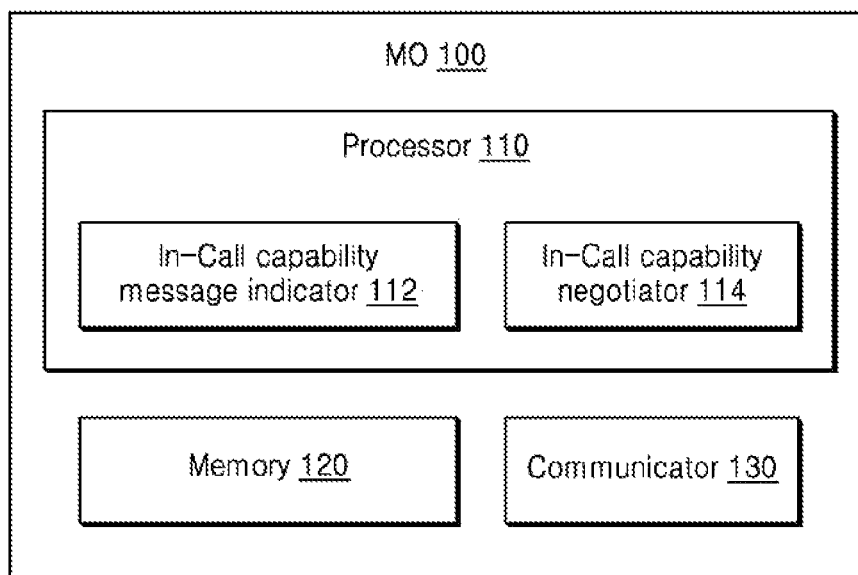 MO 100
Processor 110
In-Call capability
message indicator 112
In-Call capability
negotiator 114
Memory 120
Communicator 130